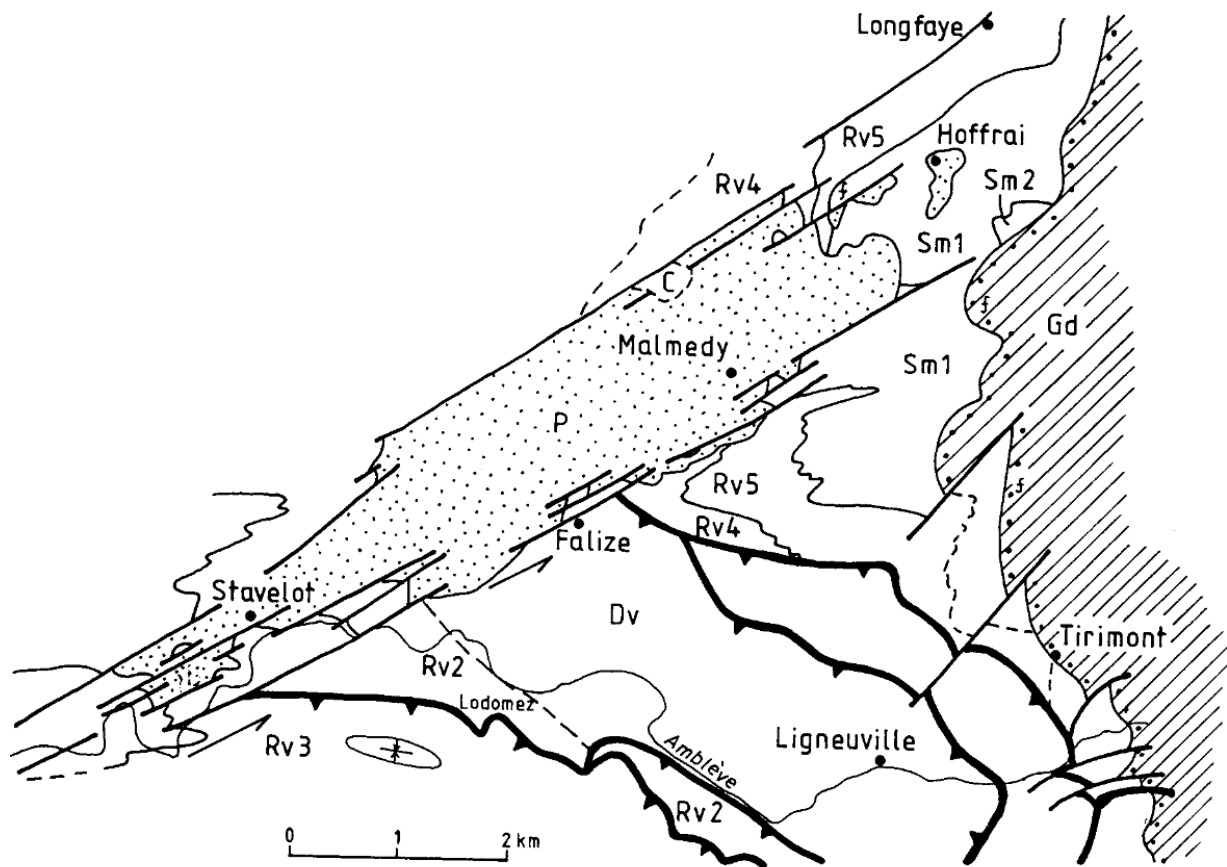 Longfaye
Rv5
Hoffrai
Rv4
f
Sm2
Sm1
C
f
Gd
Malmedy
Sm1
P
Rv5
f
Rv4
Falize
Stavelot
Dv
Tirimont
Rv2
Lodomez
Rv3
Amblève
Ligneuville
Rv2
0 1 2 km